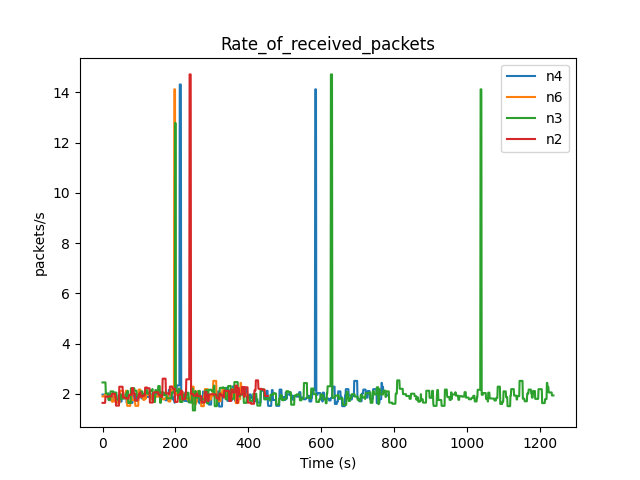 Rate_of_received_packets
n4
n6
n3
n2
packets/s
14
12
10
8
6
4
2
0 200 400 600 800 1000 1200
Time (s)